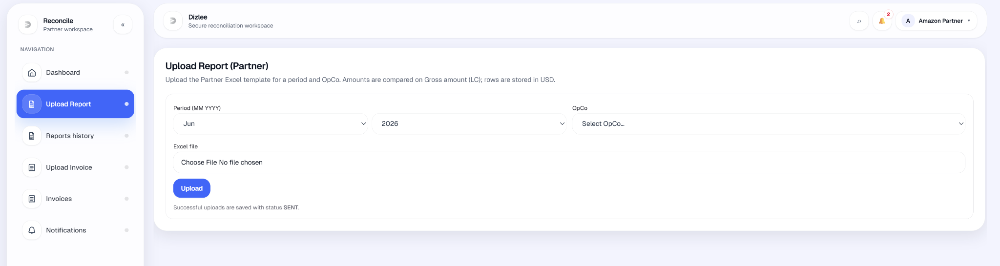 Reconcile
Partner workspace
«
NAVIGATION
Dashboard
Upload Report
Reports history
Upload Invoice
Invoices
Notifications
Dizlee
Secure reconciliation workspace
2
A Amazon Partner
Upload Report (Partner)
Upload the Partner Excel template for a period and OpCo. Amounts are compared on Gross amount (LC); rows are stored in USD.
Period (MM YYYY) OpCo
Jun 2026 Select OpCo...
Excel file
Choose File No file chosen
Upload
Successful uploads are saved with status SENT.